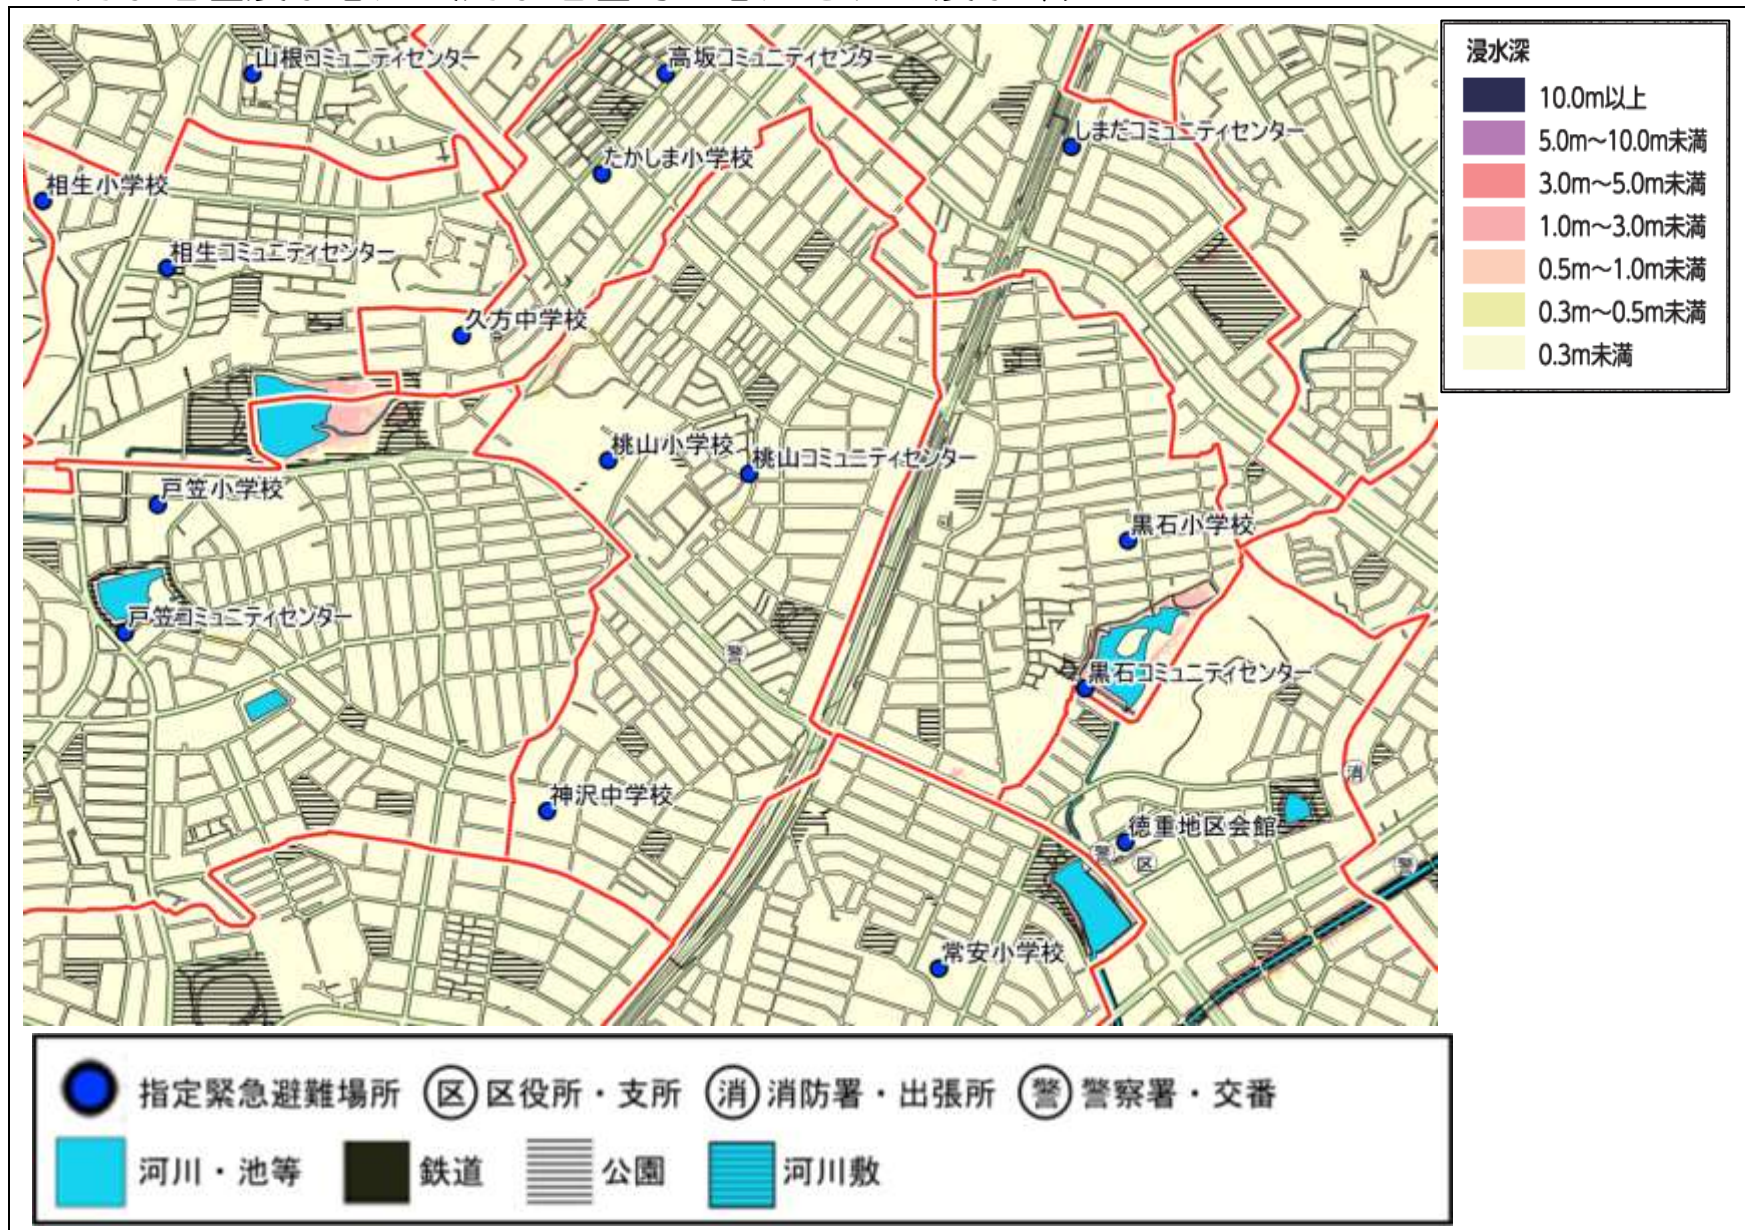 浸水深
10.0m以上
5.0m～10.0m未満
3.0m～5.0m未満
1.0m～3.0m未満
0.5m～1.0m未満
0.3m～0.5m未満
0.3m未満
山根コミュニティセンター
高坂コミュニティセンター
しまだコミュニティセンター
たかしま小学校
相生小学校
相生コミュニティセンター
久方中学校
桃山小学校
桃山コミュニティセンター
戸笠小学校
黒石小学校
戸笠コミュニティセンター
警
黒石コミュニティセンター
消
神沢中学校
徳重地区会館
警
区
警
常安小学校
指定緊急避難場所
区 区役所・支所
消 消防署・出張所
警 警察署・交番
河川・池等
鉄道
公園
河川敷